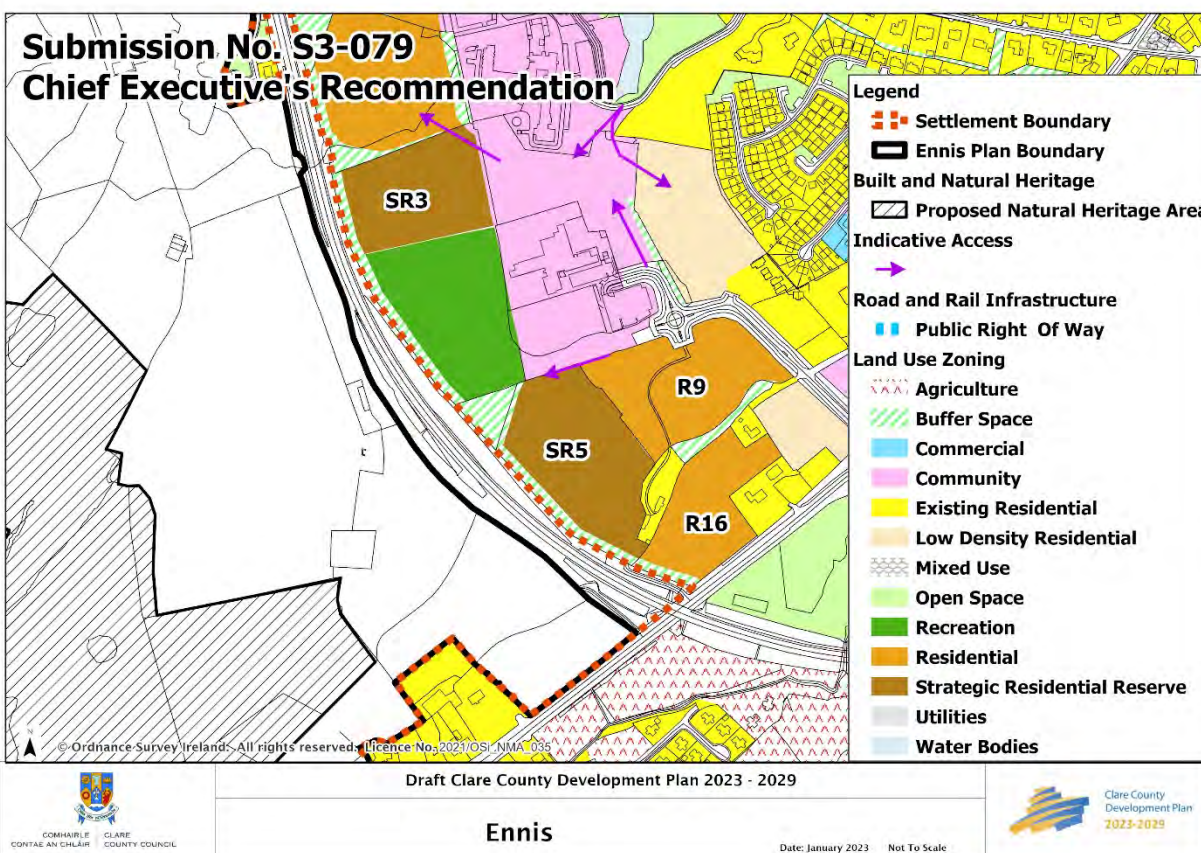 Submission No. S3-079
Chief Executive's Recommendation
SR3
R9
SR5
R16
Legend
Settlement Boundary
Ennis Plan Boundary
Built and Natural Heritage
Proposed Natural Heritage Area
Indicative Access
Road and Rail Infrastructure
Public Right Of Way
Land Use Zoning
Agriculture
Buffer Space
Commercial
Community
Existing Residential
Low Density Residential
Mixed Use
Open Space
Recreation
Residential
Strategic Residential Reserve
Utilities
Water Bodies
N
© Ordnance Survey Ireland. All rights reserved. Licence No. 2021/OSi_NMA_035
COMHAIRLE CONTAE AN CHLÁIR
CLARE COUNTY COUNCIL
Draft Clare County Development Plan 2023 - 2029
Ennis
Date: January 2023 Not To Scale
Clare County
Development Plan
2023-2029